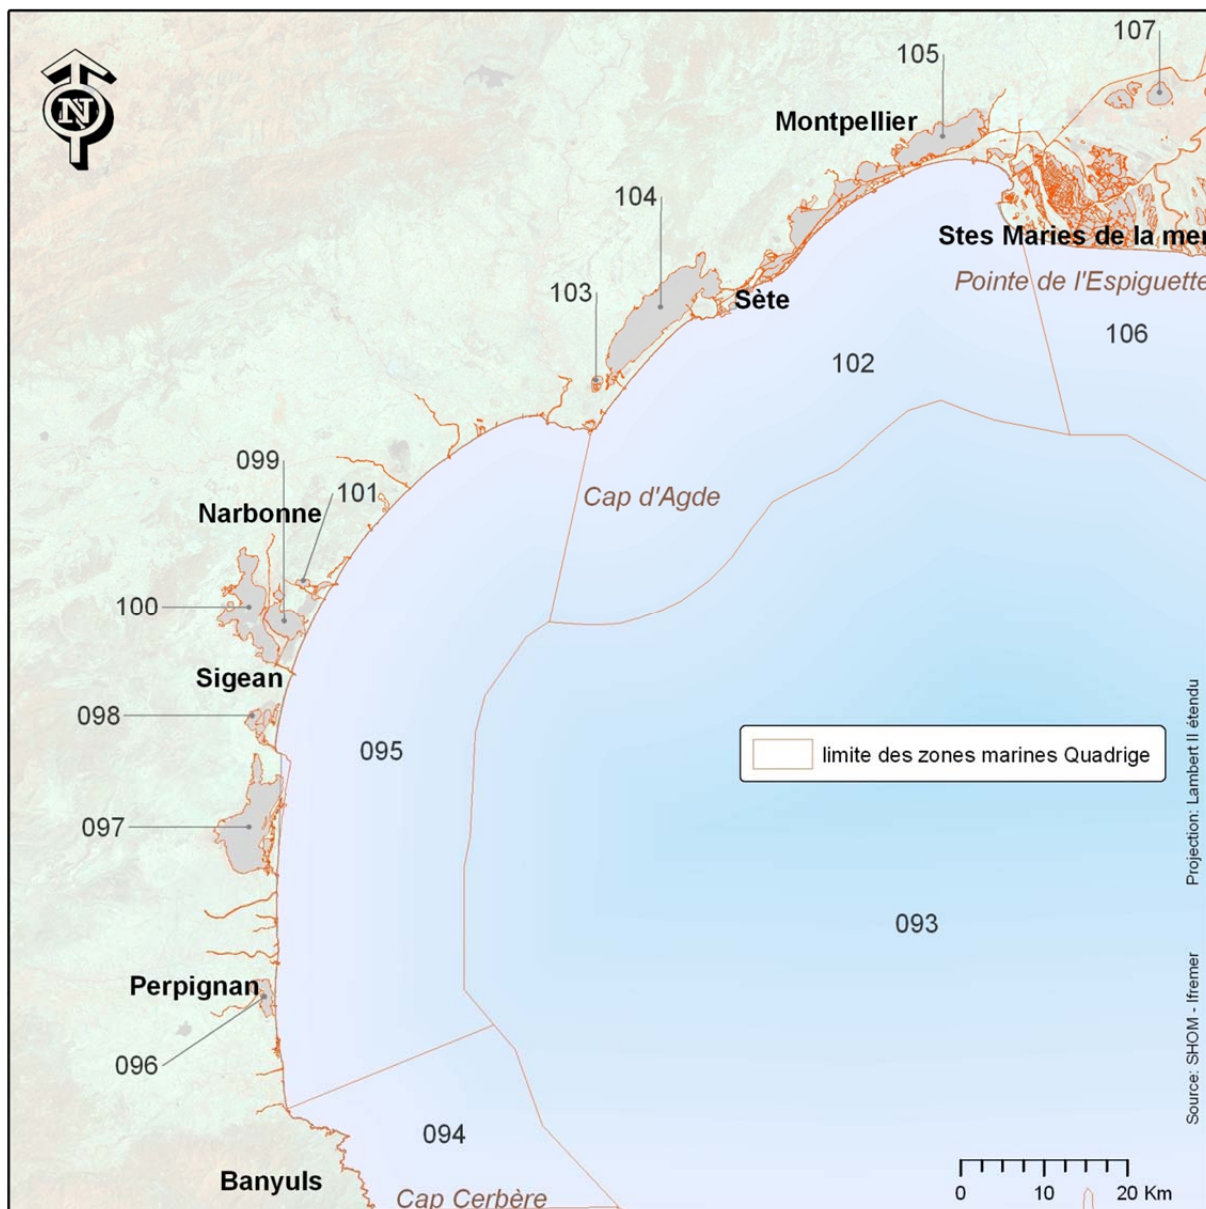 107
105
N
Montpellier
104
Stes Maries de la mer
Pointe de l'Espiguette
103
Sète
106
102
099
101
Cap d'Agde
Narbonne
100
Sigean
098
095
limite des zones marines Quadrige
097
093
Perpignan
096
094
Banyuls
Cap Cerbère
0 10 20 Km
Projection: Lambert II étendu
Source: SHOM - Ifremer